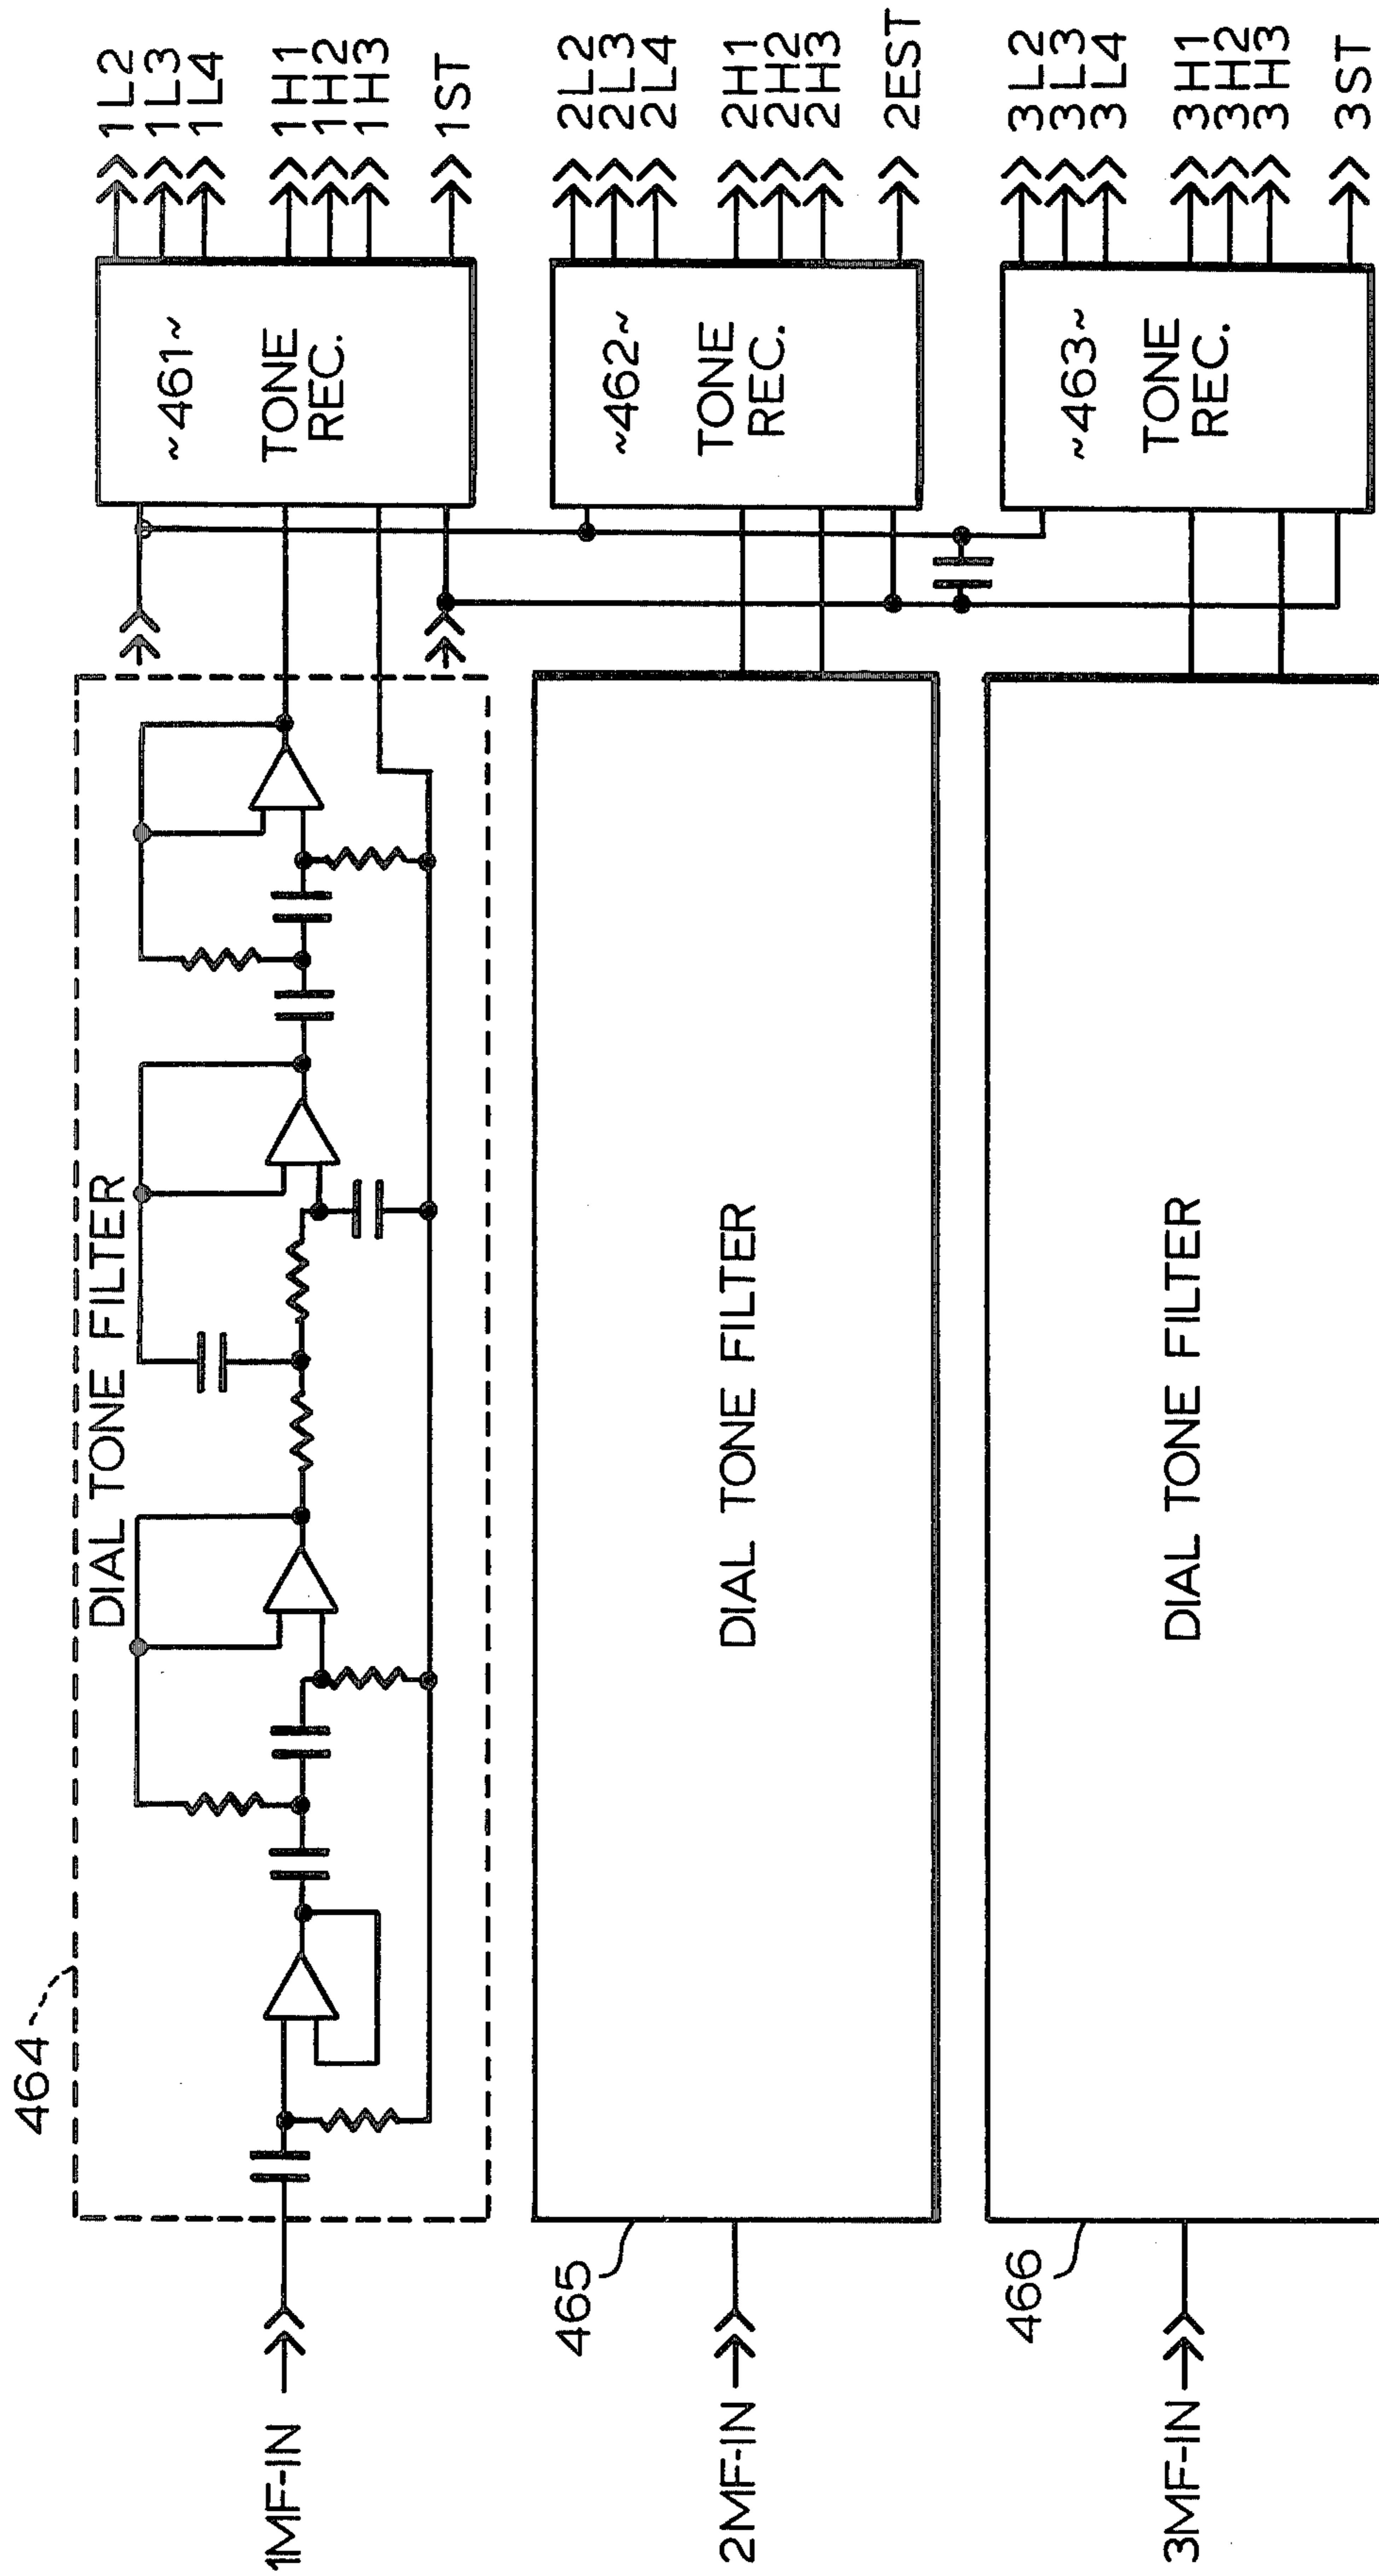 464
DIAL TONE FILTER
1MF-IN
~461~
TONE
REC.
1L2
1L3
1L4
1H1
1H2
1H3
1ST
465
DIAL TONE FILTER
2MF-IN
~462~
TONE
REC.
2L2
2L3
2L4
2H1
2H2
2H3
2EST
466
DIAL TONE FILTER
3MF-IN
~463~
TONE
REC.
3L2
3L3
3L4
3H1
3H2
3H3
3ST